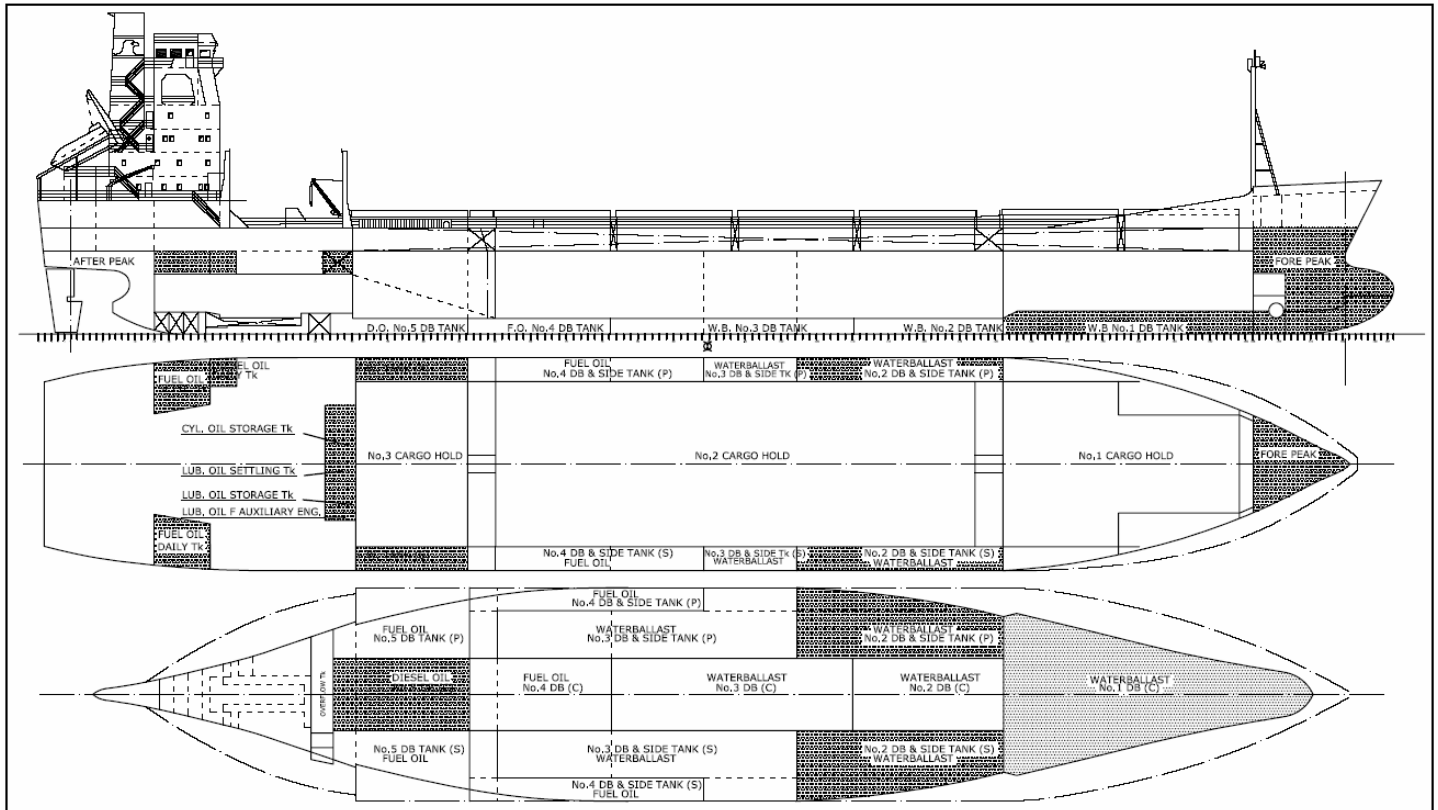 AFTER PEAK
FORE PEAK
D.O. No.5 DB TANK
F.O. No.4 DB TANK
W.B. No.3 DB TANK
W.B. No.2 DB TANK
W.B No.1 DB TANK
FUEL OIL
EL OIL
Y Tk
FUEL OIL
No.4 DB & SIDE TANK (P)
WATERBALLAST
No.3 DB & SIDE Tk (P)
WATERBALLAST
No.2 DB & SIDE TANK (P)
CYL. OIL STORAGE Tk
LUB. OIL SETTLING Tk
LUB. OIL STORAGE Tk
LUB. OIL F AUXILIARY ENG.
No,3 CARGO HOLD
No,2 CARGO HOLD
No,1 CARGO HOLD
FORE PEAK
FUEL OIL
DAILY Tk
No.4 DB & SIDE TANK (S)
FUEL OIL
No.3 DB & SIDE Tk (S)
WATERBALLAST
No.2 DB & SIDE TANK (S)
WATERBALLAST
FUEL OIL
No.4 DB & SIDE TANK (P)
FUEL OIL
No.5 DB TANK (P)
WATERBALLAST
No.3 DB & SIDE TANK (P)
WATERBALLAST
No.2 DB & SIDE TANK (P)
OVERFLOW Tk
DIESEL OIL
FUEL OIL
No.4 DB (C)
WATERBALLAST
No.3 DB (C)
WATERBALLAST
No.2 DB (C)
WATERBALLAST
No.1 DB (C)
No.5 DB TANK (S)
FUEL OIL
No.3 DB & SIDE TANK (S)
WATERBALLAST
No.2 DB & SIDE TANK (S)
WATERBALLAST
No.4 DB & SIDE TANK (S)
FUEL OIL